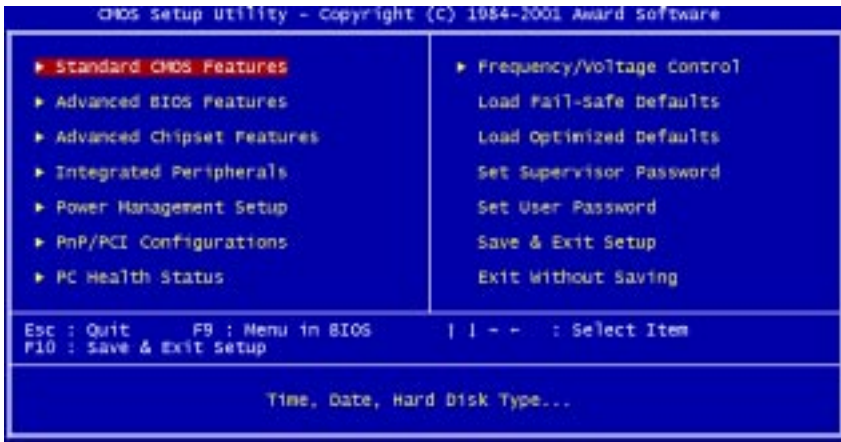 CMOS Setup Utility - Copyright (C) 1984-2001 Award Software
▶ Standard CMOS Features
▶ Advanced BIOS Features
▶ Advanced Chipset Features
▶ Integrated Peripherals
▶ Power Management Setup
▶ PnP/PCI Configurations
▶ PC Health Status
▶ Frequency/Voltage Control
Load Fail-Safe Defaults
Load Optimized Defaults
Set Supervisor Password
Set User Password
Save & Exit Setup
Exit Without Saving
Esc : Quit F9 : Menu in BIOS ↑ ↓ → ← : Select Item
F10 : Save & Exit Setup
Time, Date, Hard Disk Type...